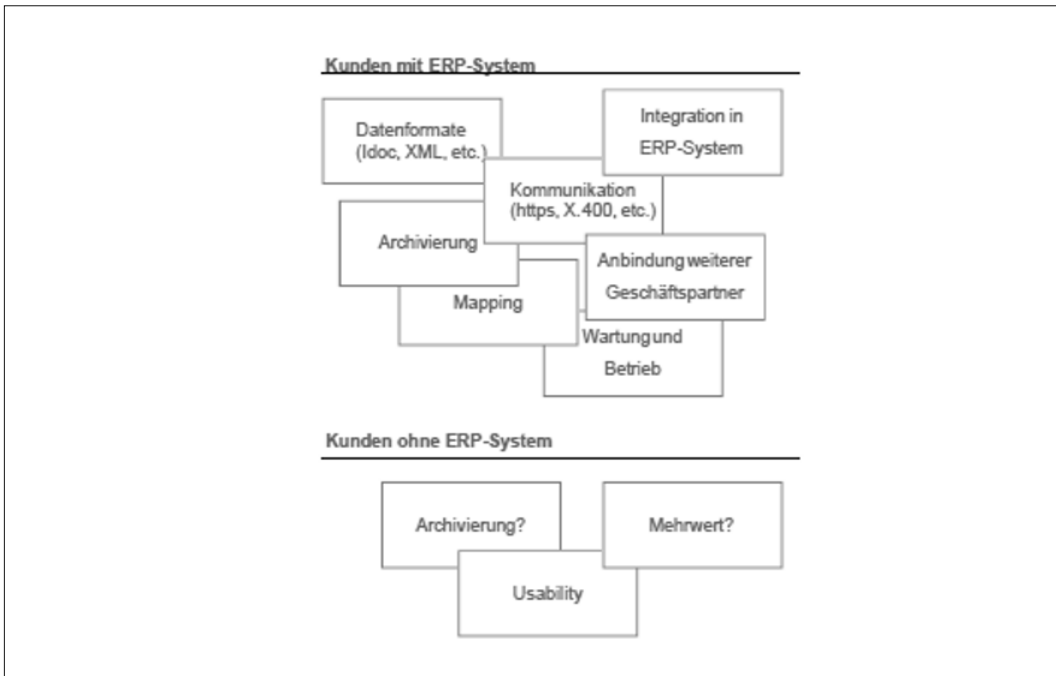 Kunden mit ERP-System
Datenformate
(Idoc, XML, etc.)
Integration in
ERP-System
Kommunikation
(https, X.400, etc.)
Archivierung
Anbindung weiterer
Geschäftspartner
Mapping
Wartung und
Betrieb
Kunden ohne ERP-System
Archivierung?
Mehrwert?
Usability